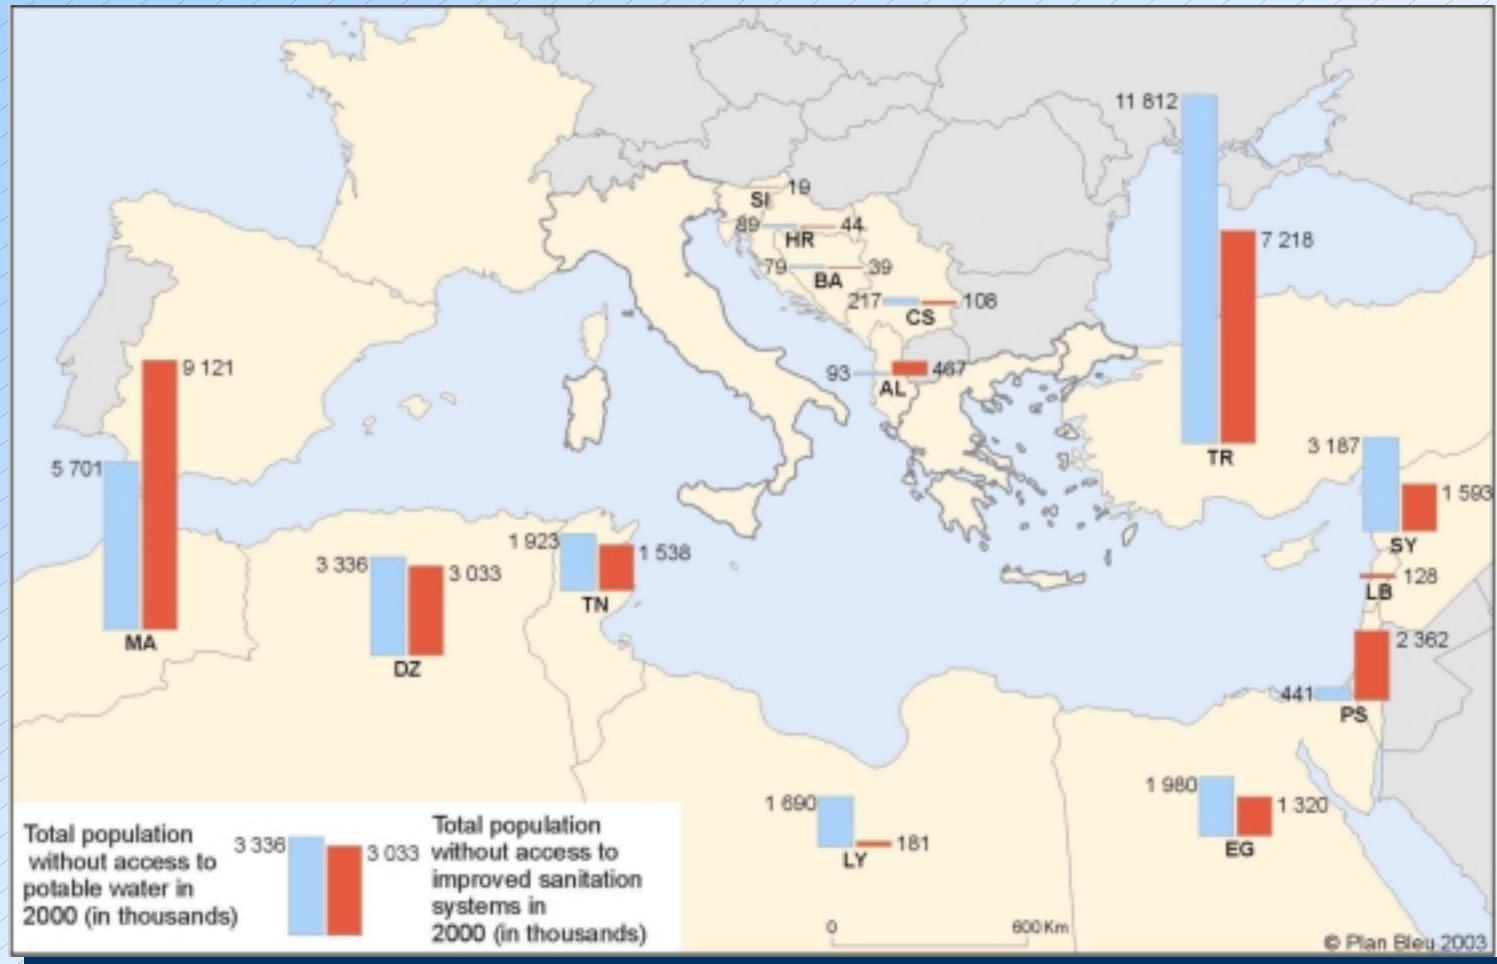 11 812
7 218
TR
SI 19
89 44
HR
79 39
BA
217 108
CS
93 467
AL
9 121
5 701
MA
3 336 3 033
DZ
1 923 1 538
TN
3 187
1 593
SY
128
LB
2 362
441
PS
1 690
181
LY
1 980
1 320
EG
Total population
without access to
potable water in
2000 (in thousands)
3 336 3 033
Total population
without access to
improved sanitation
systems in
2000 (in thousands)
0 600 Km
© Plan Bleu 2003